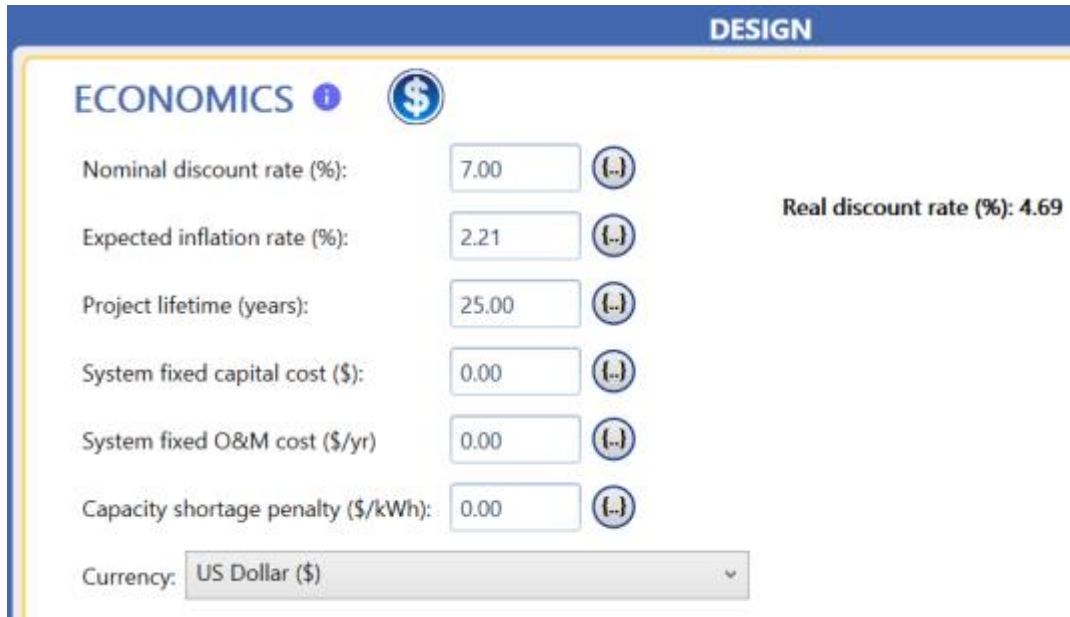 DESIGN
ECONOMICS i $
Nominal discount rate (%): 7.00 {..}
Real discount rate (%): 4.69
Expected inflation rate (%): 2.21 {..}
Project lifetime (years): 25.00 {..}
System fixed capital cost ($): 0.00 {..}
System fixed O&M cost ($/yr) 0.00 {..}
Capacity shortage penalty ($/kWh): 0.00 {..}
Currency: US Dollar ($)